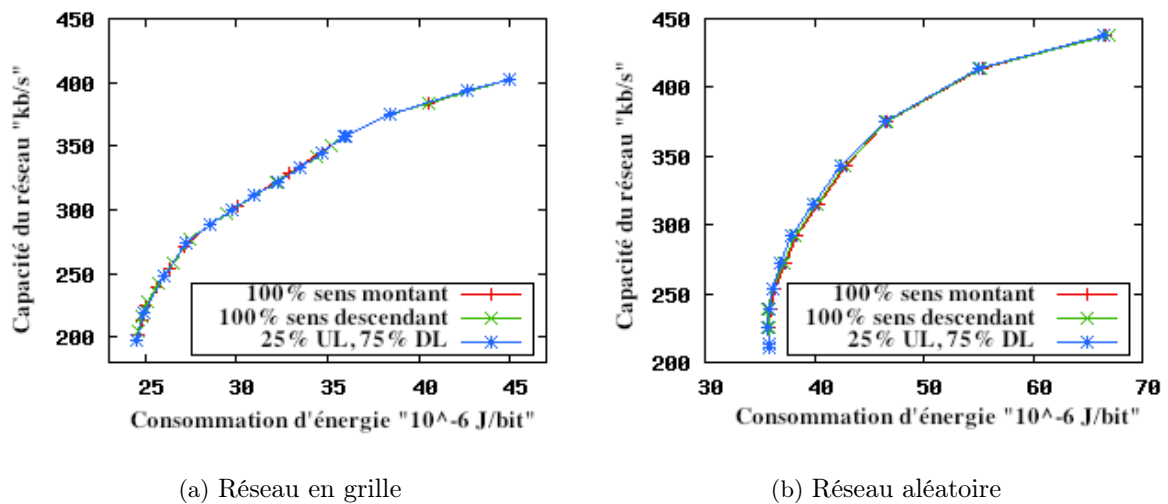 450
400
350
300
250
200
25
30
35
40
45
Capacité du réseau "kb/s"
Consommation d'énergie "10^-6 J/bit"
100% sens montant
100% sens descendant
25% UL, 75% DL
(a) Réseau en grille
450
400
350
300
250
200
30
40
50
60
70
Capacité du réseau "kb/s"
Consommation d'énergie "10^-6 J/bit"
100% sens montant
100% sens descendant
25% UL, 75% DL
(b) Réseau aléatoire